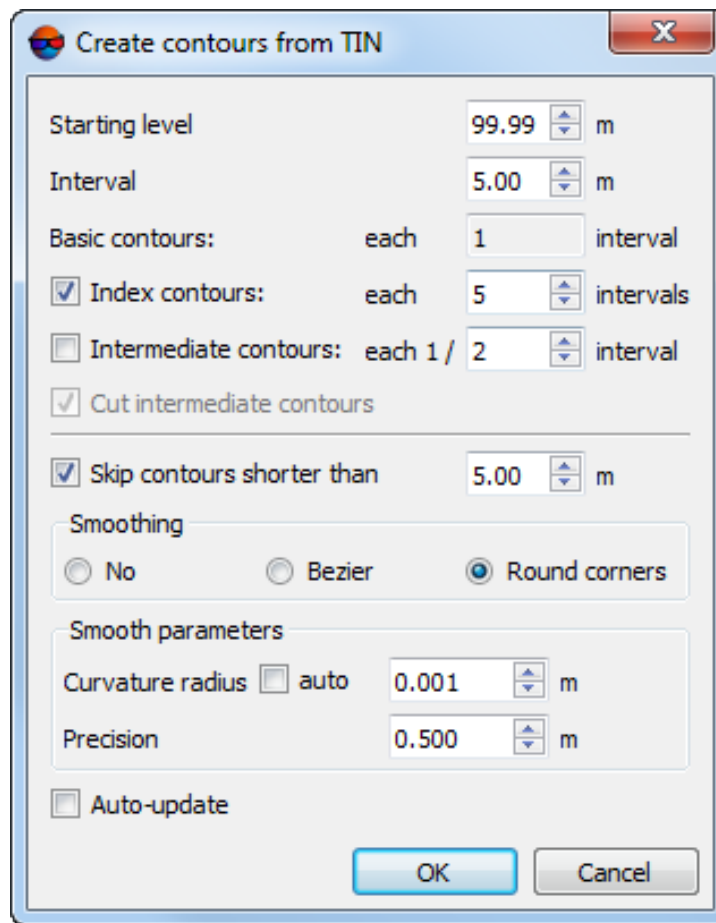 Create contours from TIN
Starting level 99.99 m
Interval 5.00 m
Basic contours: each 1 interval
Index contours: each 5 intervals
Intermediate contours: each 1 / 2 interval
Cut intermediate contours
Skip contours shorter than 5.00 m
Smoothing
No Bezier Round corners
Smooth parameters
Curvature radius auto 0.001 m
Precision 0.500 m
Auto-update
OK Cancel